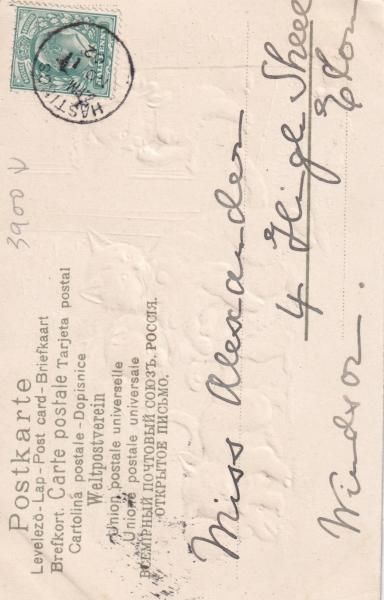 Postkarte
Levelező-Lap-Post card-Briefkaart
Brefkort. Carte postale Tarjeta postal
Cartolina postale-Dopisnice
Weltpostverein
Union postale universelle
Unione postale universale
ВСЕМІРНЫЙ ПОЧТОВЫЙ СОЮЗЪ. РОССІЯ.
ОТКРЫТОЕ ПИСЬМО.
HASTINGS
3900
Miss Alexander
4 High Street
Eton
Windsor.